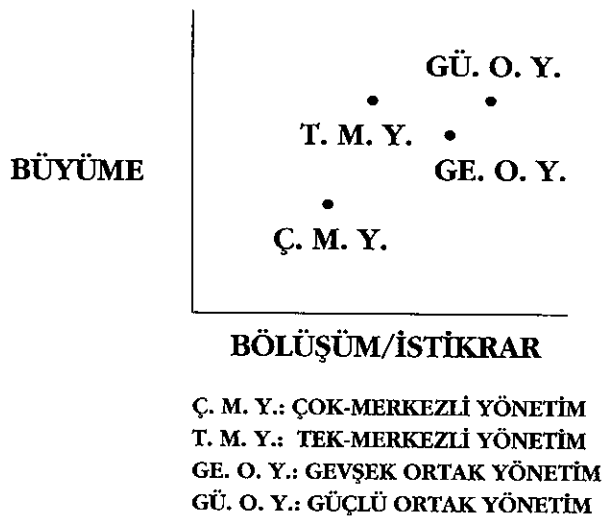 GÜ. O. Y.
T. M. Y.
BÜYÜME
GE. O. Y.
Ç. M. Y.
BÖLÜŞÜM/İSTİKRAR
Ç. M. Y.: ÇOK-MERKEZLİ YÖNETİM
T. M. Y.: TEK-MERKEZLİ YÖNETİM
GE. O. Y.: GEVŞEK ORTAK YÖNETİM
GÜ. O. Y.: GÜÇLÜ ORTAK YÖNETİM